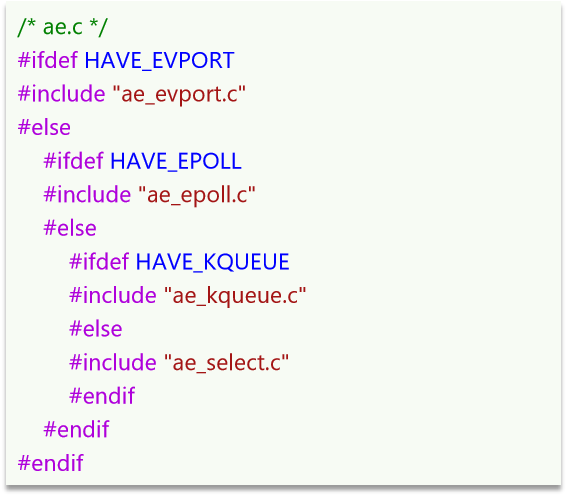 /* ae.c */
#ifdef HAVE_EVPORT
#include "ae_evport.c"
#else
    #ifdef HAVE_EPOLL
    #include "ae_epoll.c"
    #else
        #ifdef HAVE_KQUEUE
        #include "ae_kqueue.c"
        #else
        #include "ae_select.c"
        #endif
    #endif
#endif